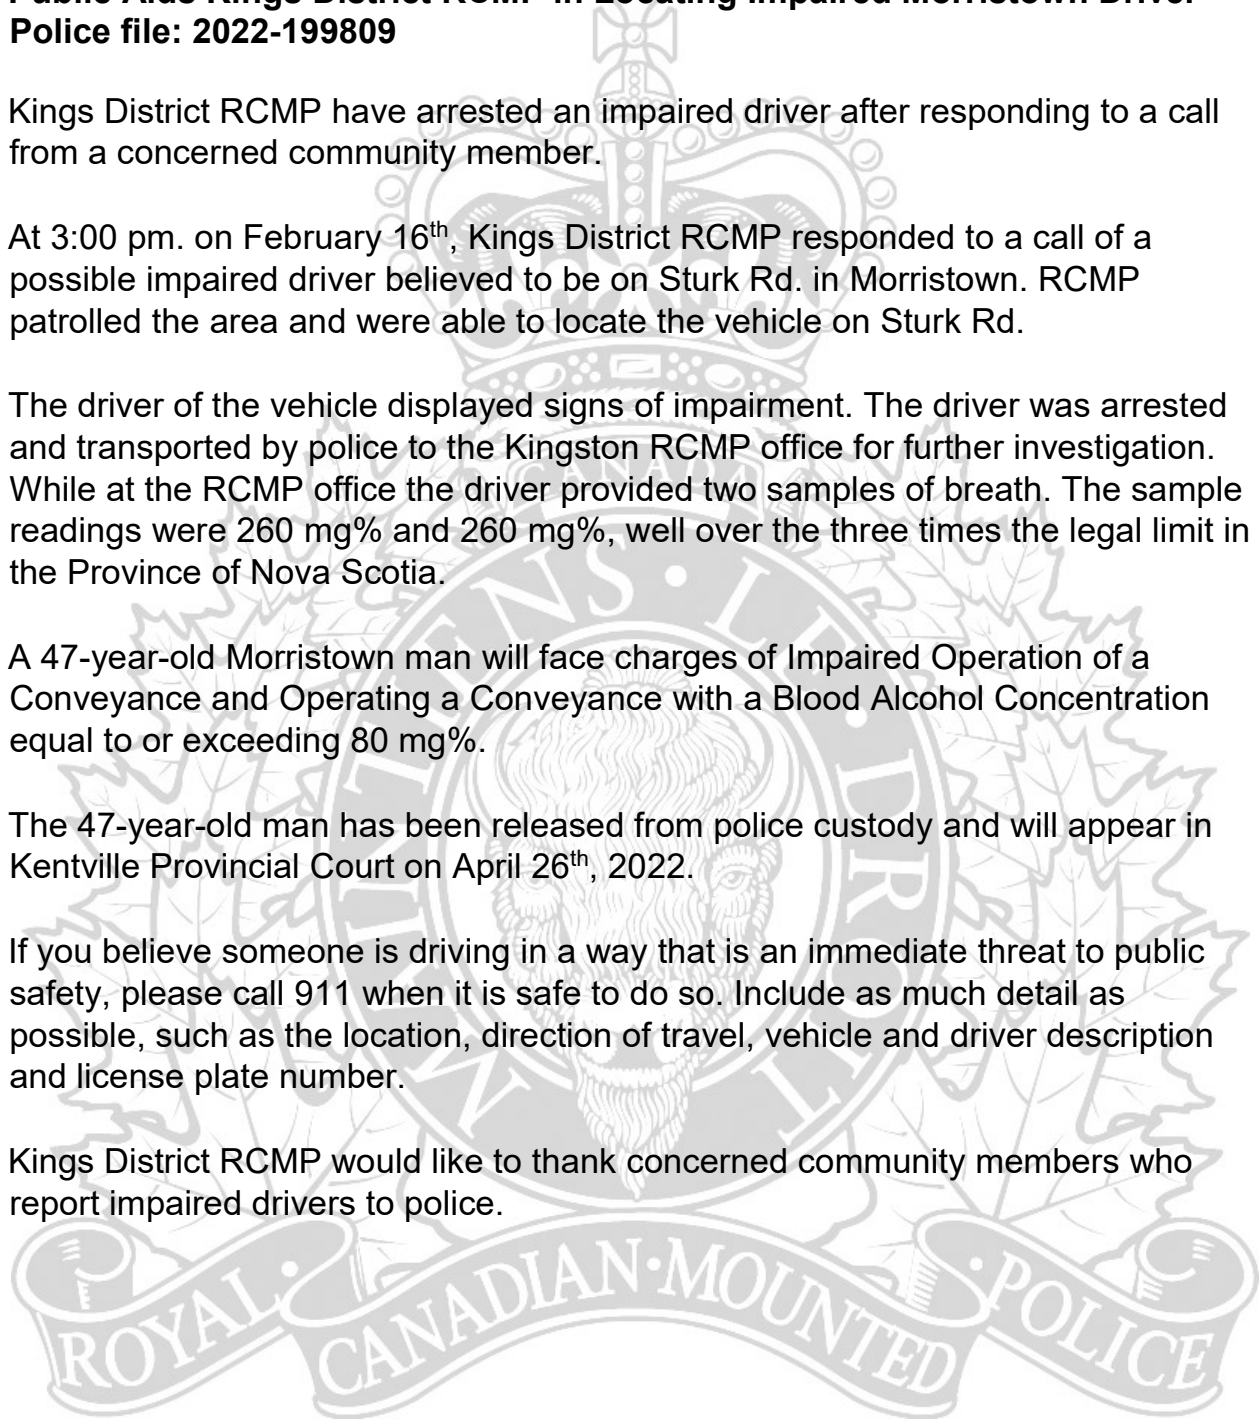 Public Aids Kings District RCMP in Locating Impaired Morristown Driver
Police file: 2022-199809
Kings District RCMP have arrested an impaired driver after responding to a call
from a concerned community member.
At 3:00 pm. on February 16th, Kings District RCMP responded to a call of a
possible impaired driver believed to be on Sturk Rd. in Morristown. RCMP
patrolled the area and were able to locate the vehicle on Sturk Rd.
The driver of the vehicle displayed signs of impairment. The driver was arrested
and transported by police to the Kingston RCMP office for further investigation.
While at the RCMP office the driver provided two samples of breath. The sample
readings were 260 mg% and 260 mg%, well over the three times the legal limit in
the Province of Nova Scotia.
A 47-year-old Morristown man will face charges of Impaired Operation of a
Conveyance and Operating a Conveyance with a Blood Alcohol Concentration
equal to or exceeding 80 mg%.
The 47-year-old man has been released from police custody and will appear in
Kentville Provincial Court on April 26th, 2022.
If you believe someone is driving in a way that is an immediate threat to public
safety, please call 911 when it is safe to do so. Include as much detail as
possible, such as the location, direction of travel, vehicle and driver description
and license plate number.
Kings District RCMP would like to thank concerned community members who
report impaired drivers to police.
CANADA
MAINTIENS LE DROIT
ROYAL · CANADIAN · MOUNTED · POLICE